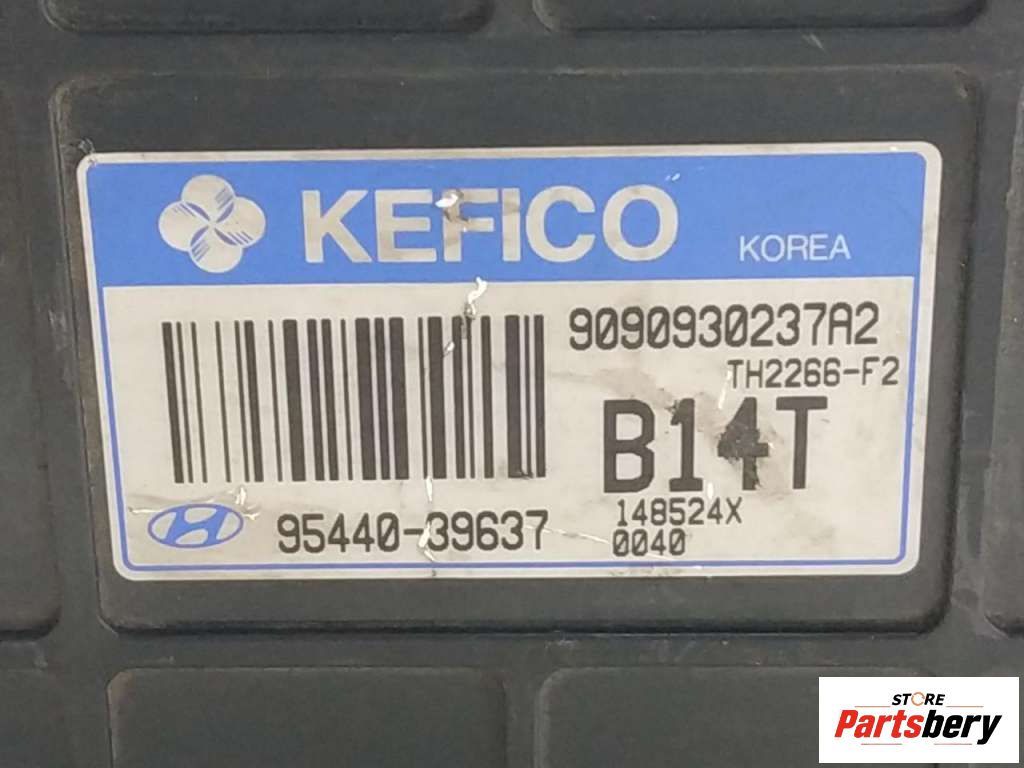 KEFICO
KOREA
9090930237A2
TH2266-F2
B14T
148524X
95440-39637
0040
STORE
Partsbery